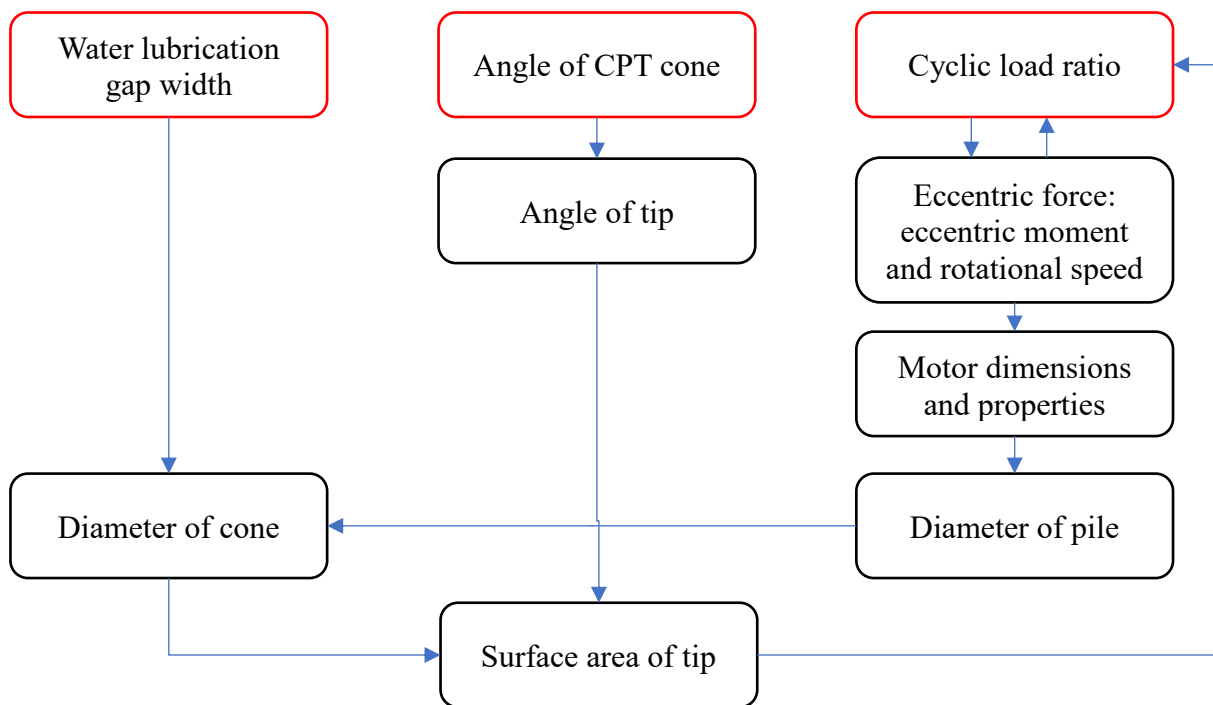 Water lubrication
gap width
Angle of CPT cone
Cyclic load ratio
Angle of tip
Eccentric force:
eccentric moment
and rotational speed
Motor dimensions
and properties
Diameter of cone
Diameter of pile
Surface area of tip